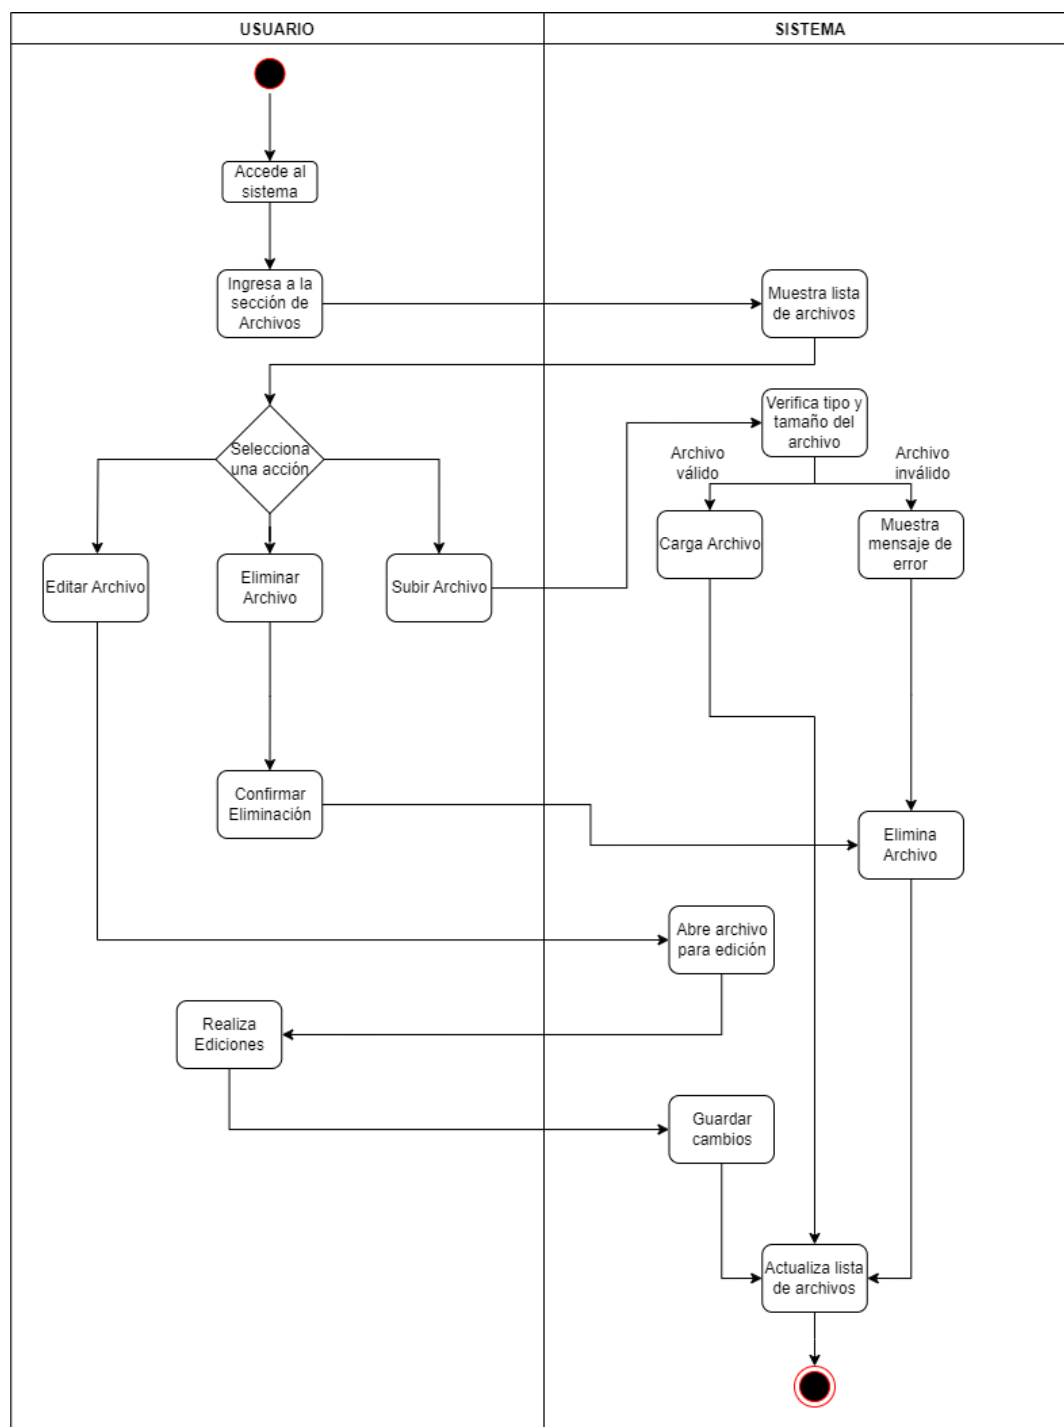 USUARIO
SISTEMA
Accede al
sistema
Ingresa a la
sección de
Archivos
Muestra lista
de archivos
Selecciona
una acción
Verifica tipo y
tamaño del
archivo
Archivo
válido
Archivo
inválido
Carga Archivo
Muestra
mensaje de
error
Editar Archivo
Eliminar
Archivo
Subir Archivo
Confirmar
Eliminación
Elimina
Archivo
Abre archivo
para edición
Realiza
Ediciones
Guardar
cambios
Actualiza lista
de archivos